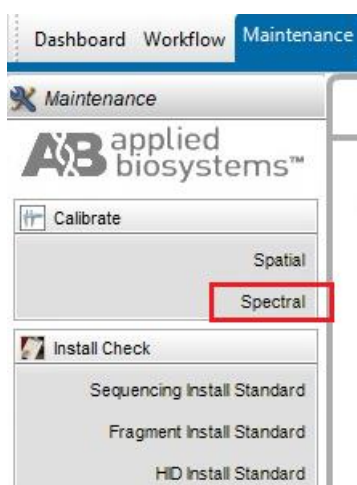 Dashboard Workflow Maintenance
Maintenance
AB applied
biosystems™
Calibrate
Spatial
Spectral
Install Check
Sequencing Install Standard
Fragment Install Standard
HID Install Standard